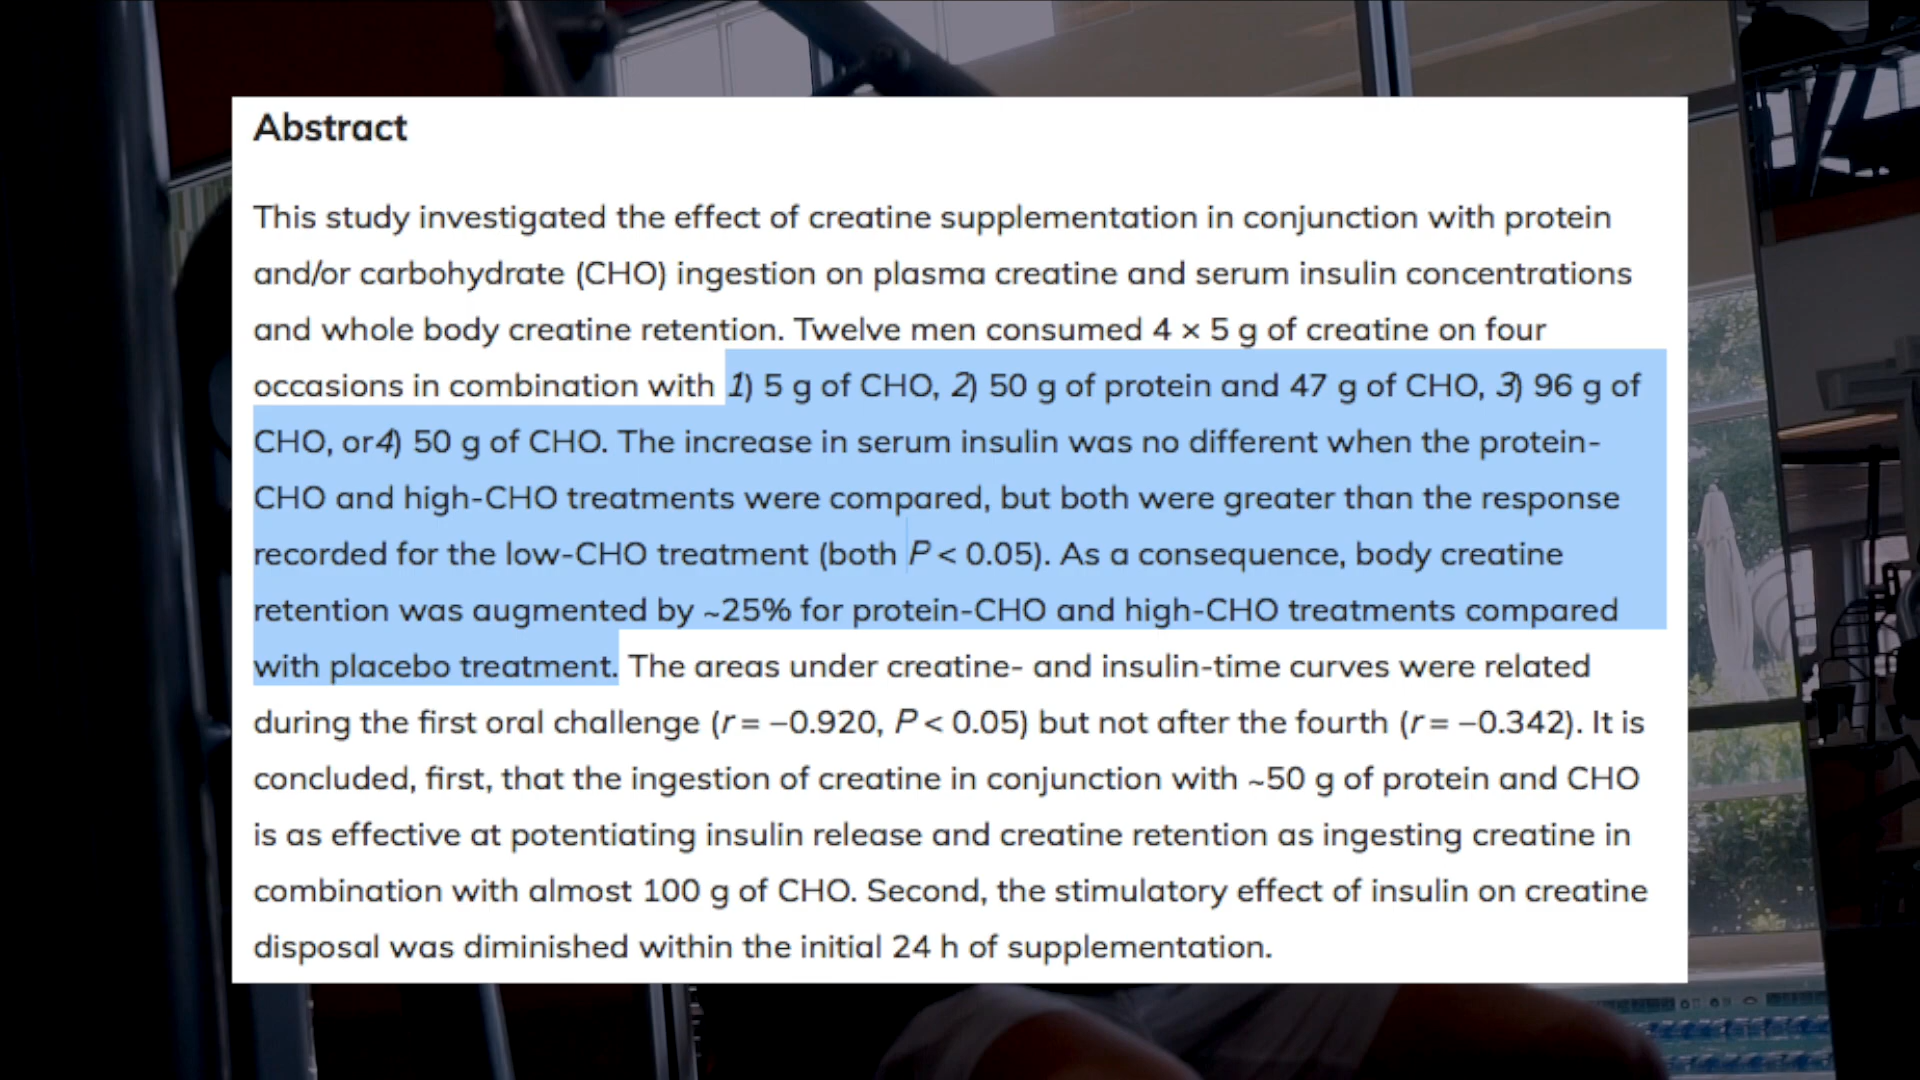 Abstract
This study investigated the effect of creatine supplementation in conjunction with protein
and/or carbohydrate (CHO) ingestion on plasma creatine and serum insulin concentrations
and whole body creatine retention. Twelve men consumed 4 × 5 g of creatine on four
occasions in combination with 1) 5 g of CHO, 2) 50 g of protein and 47 g of CHO, 3) 96 g of
CHO, or4) 50 g of CHO. The increase in serum insulin was no different when the protein-
CHO and high-CHO treatments were compared, but both were greater than the response
recorded for the low-CHO treatment (both P < 0.05). As a consequence, body creatine
retention was augmented by ~25% for protein-CHO and high-CHO treatments compared
with placebo treatment. The areas under creatine- and insulin-time curves were related
during the first oral challenge (r = −0.920, P < 0.05) but not after the fourth (r = −0.342). It is
concluded, first, that the ingestion of creatine in conjunction with ~50 g of protein and CHO
is as effective at potentiating insulin release and creatine retention as ingesting creatine in
combination with almost 100 g of CHO. Second, the stimulatory effect of insulin on creatine
disposal was diminished within the initial 24 h of supplementation.